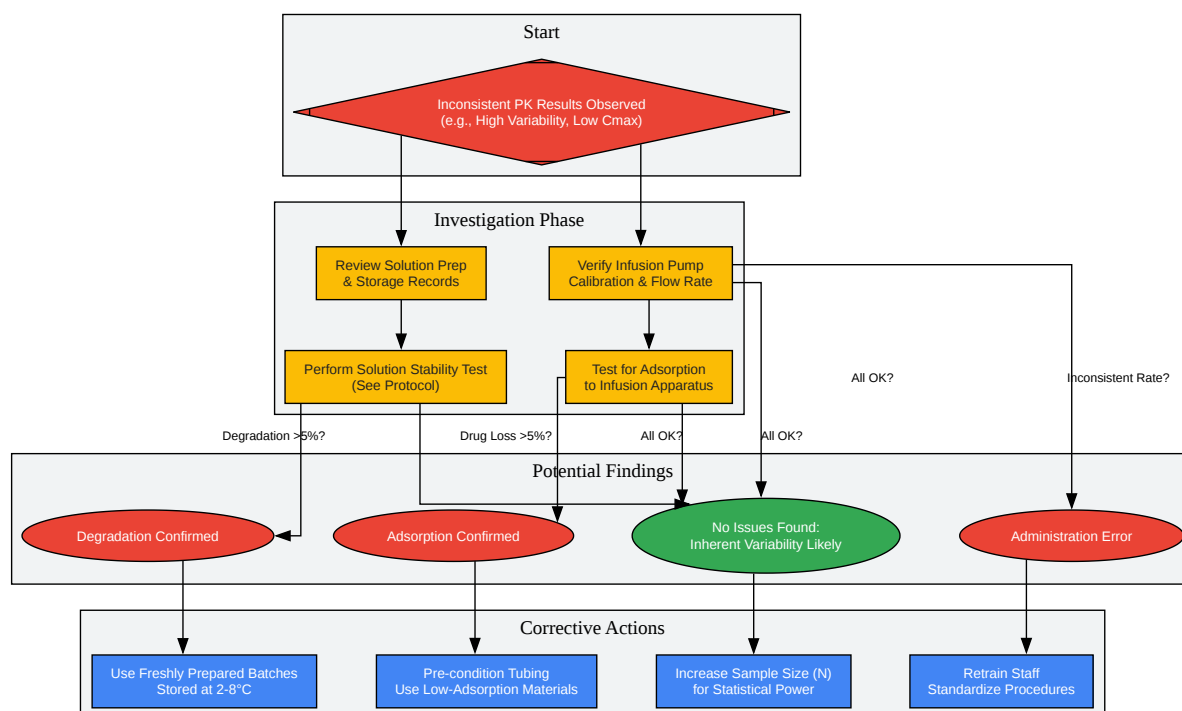 Start
Inconsistent PK Results Observed
(e.g., High Variability, Low Cmax)
Investigation Phase
Review Solution Prep
& Storage Records
Verify Infusion Pump
Calibration & Flow Rate
Perform Solution Stability Test
(See Protocol)
Test for Adsorption
to Infusion Apparatus
All OK?
Inconsistent Rate?
Degradation >5%?
Drug Loss >5%?
All OK?
All OK?
Potential Findings
Degradation Confirmed
Adsorption Confirmed
No Issues Found:
Inherent Variability Likely
Administration Error
Corrective Actions
Use Freshly Prepared Batches
Stored at 2-8°C
Pre-condition Tubing
Use Low-Adsorption Materials
Increase Sample Size (N)
for Statistical Power
Retrain Staff
Standardize Procedures